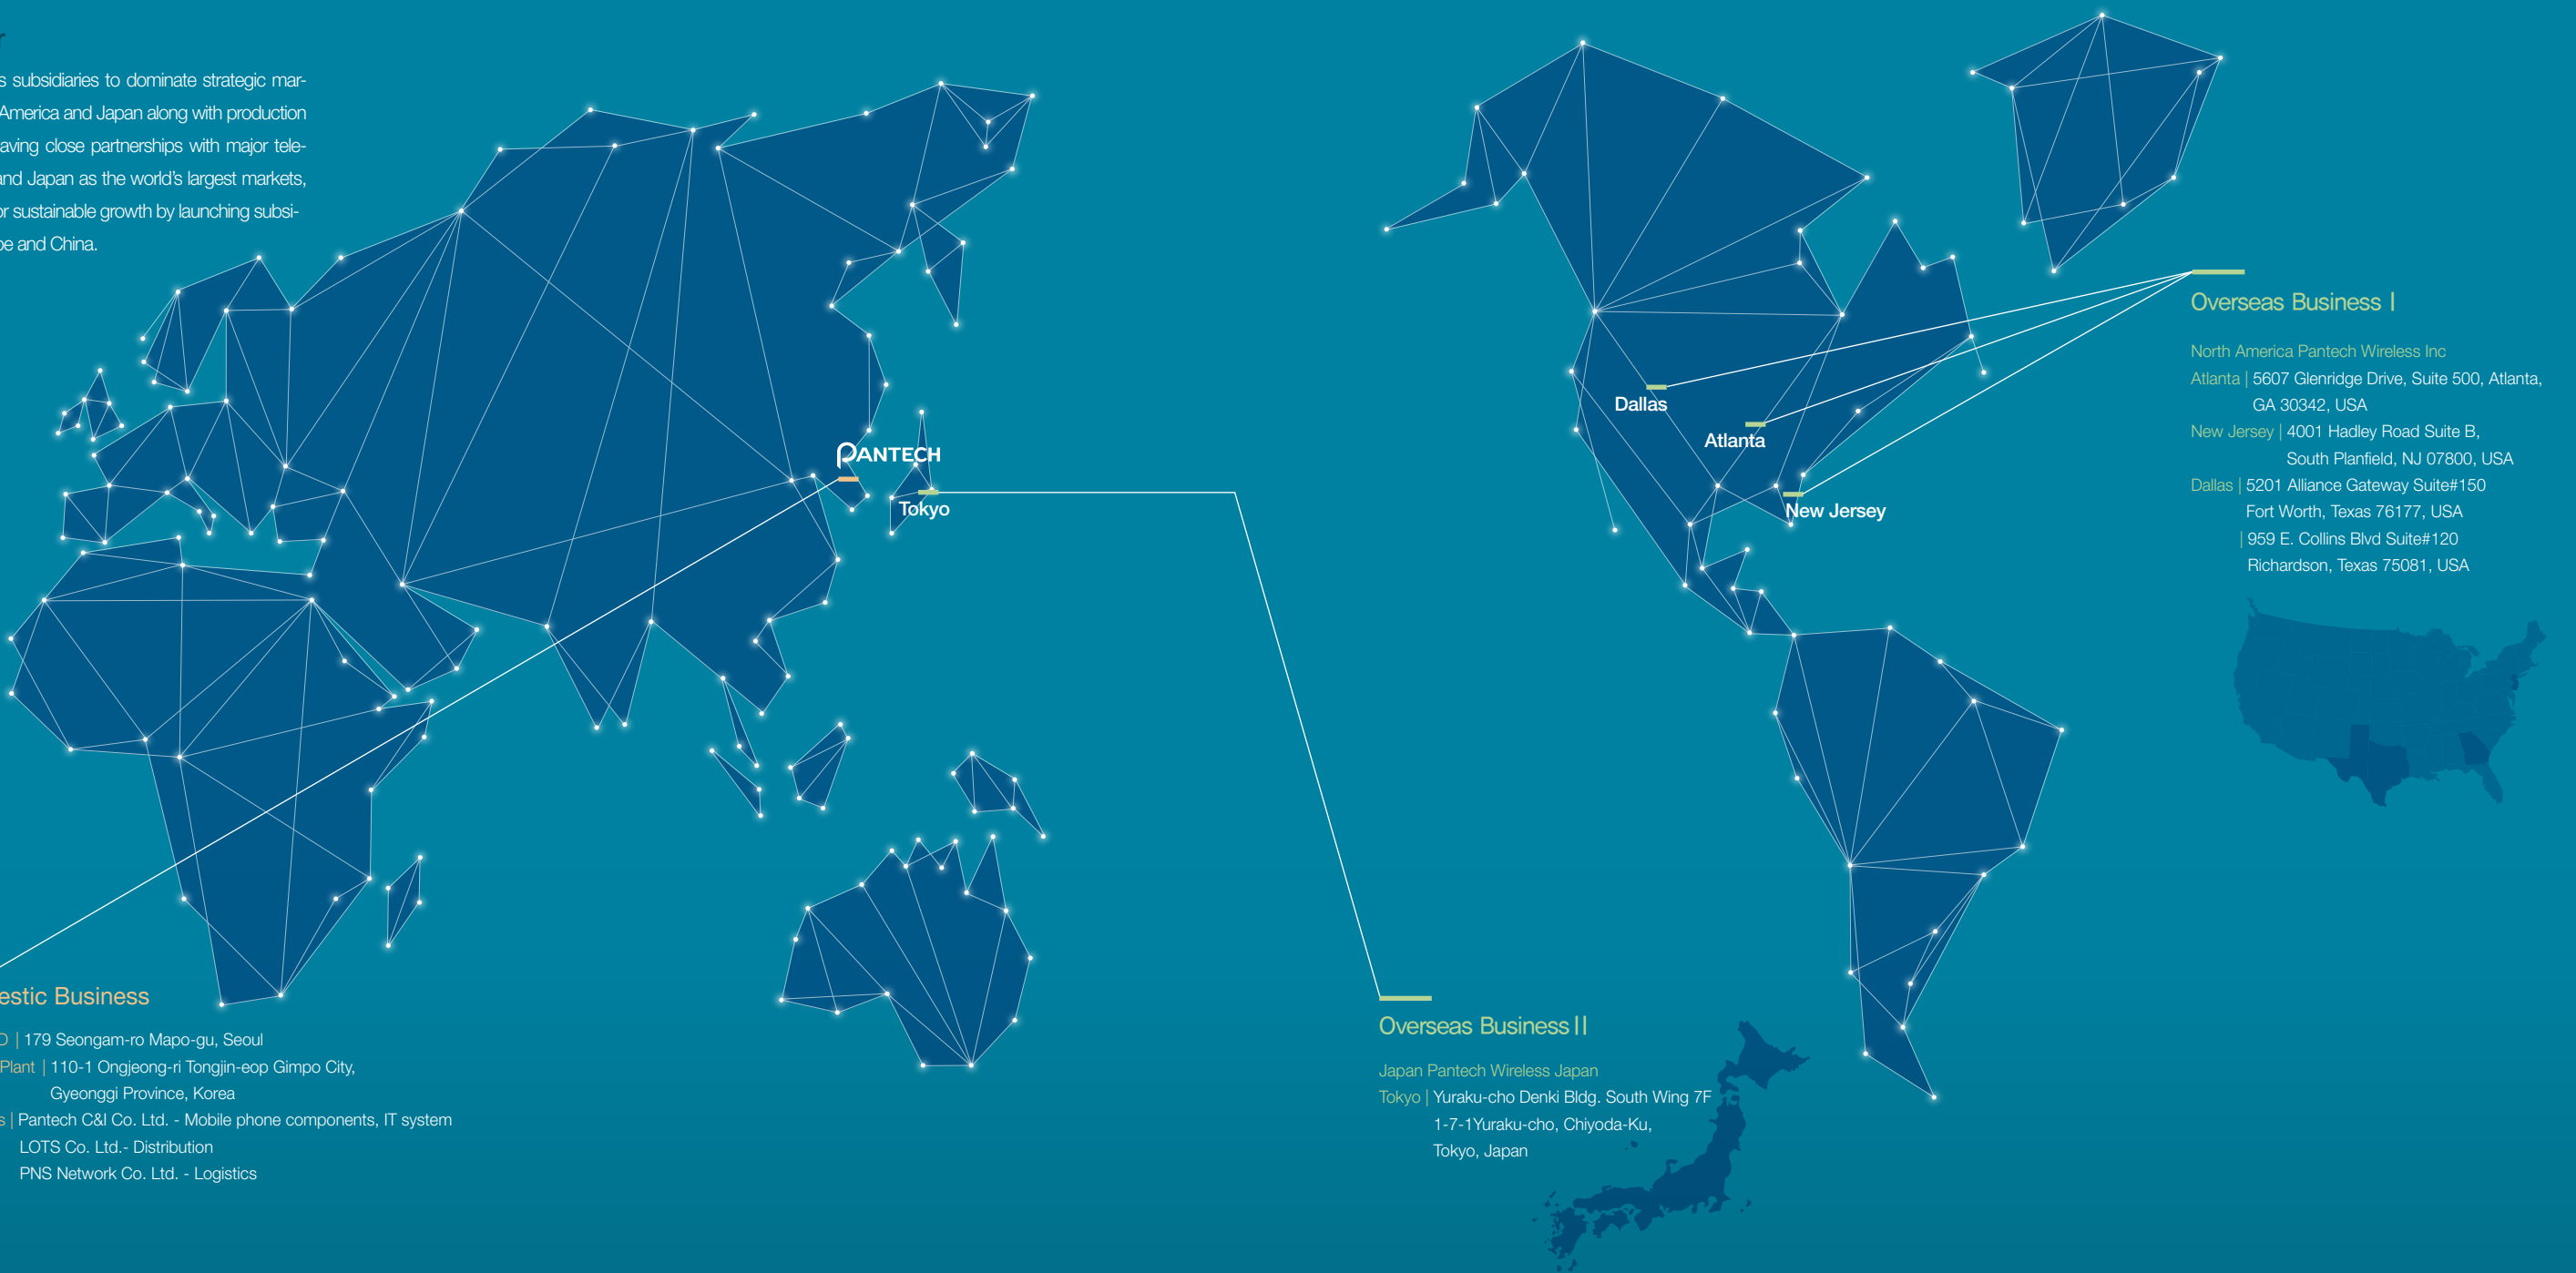 s subsidiaries to dominate strategic mar-
America and Japan along with production
aving close partnerships with major tele-
and Japan as the world's largest markets,
or sustainable growth by launching subsi-
pe and China.
PANTECH
Tokyo
Dallas
Atlanta
New Jersey
Overseas Business I
North America Pantech Wireless Inc
Atlanta | 5607 Glenridge Drive, Suite 500, Atlanta,
GA 30342, USA
New Jersey | 4001 Hadley Road Suite B,
South Planfield, NJ 07800, USA
Dallas | 5201 Alliance Gateway Suite#150
Fort Worth, Texas 76177, USA
| 959 E. Collins Blvd Suite#120
Richardson, Texas 75081, USA
estic Business
D | 179 Seongam-ro Mapo-gu, Seoul
Plant | 110-1 Ongjeong-ri Tongjin-eop Gimpo City,
Gyeonggi Province, Korea
s | Pantech C&I Co. Ltd. - Mobile phone components, IT system
LOTS Co. Ltd.- Distribution
PNS Network Co. Ltd. - Logistics
Overseas Business II
Japan Pantech Wireless Japan
Tokyo | Yuraku-cho Denki Bldg. South Wing 7F
1-7-1Yuraku-cho, Chiyoda-Ku,
Tokyo, Japan